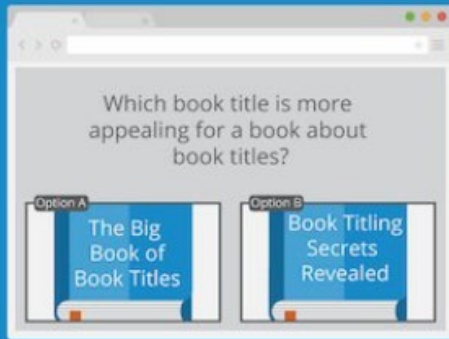 Which book title is more
appealing for a book about
book titles?
Option A
The Big
Book of
Book Titles
Option B
Book Titling
Secrets
Revealed